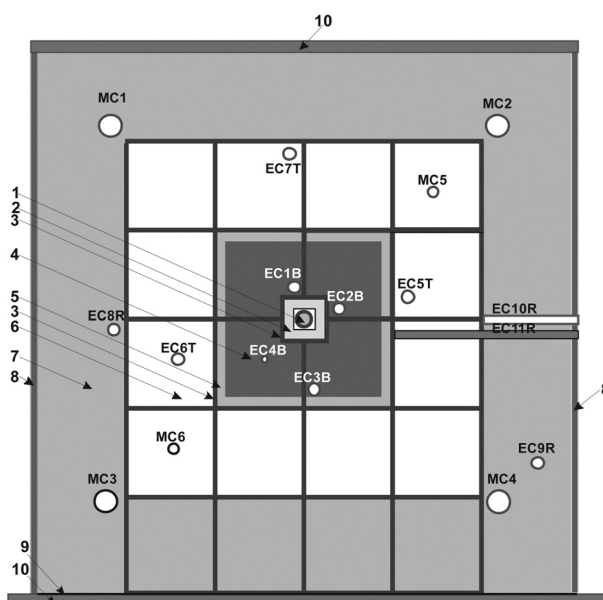 10
MC1
MC2
EC7T
MC5
1
2
3
4
EC1B
EC2B
EC5T
5
3
6
7
8
EC8R
EC10R
EC11R
EC6T
EC4B
EC3B
8
MC6
EC9R
MC3
MC4
9
10